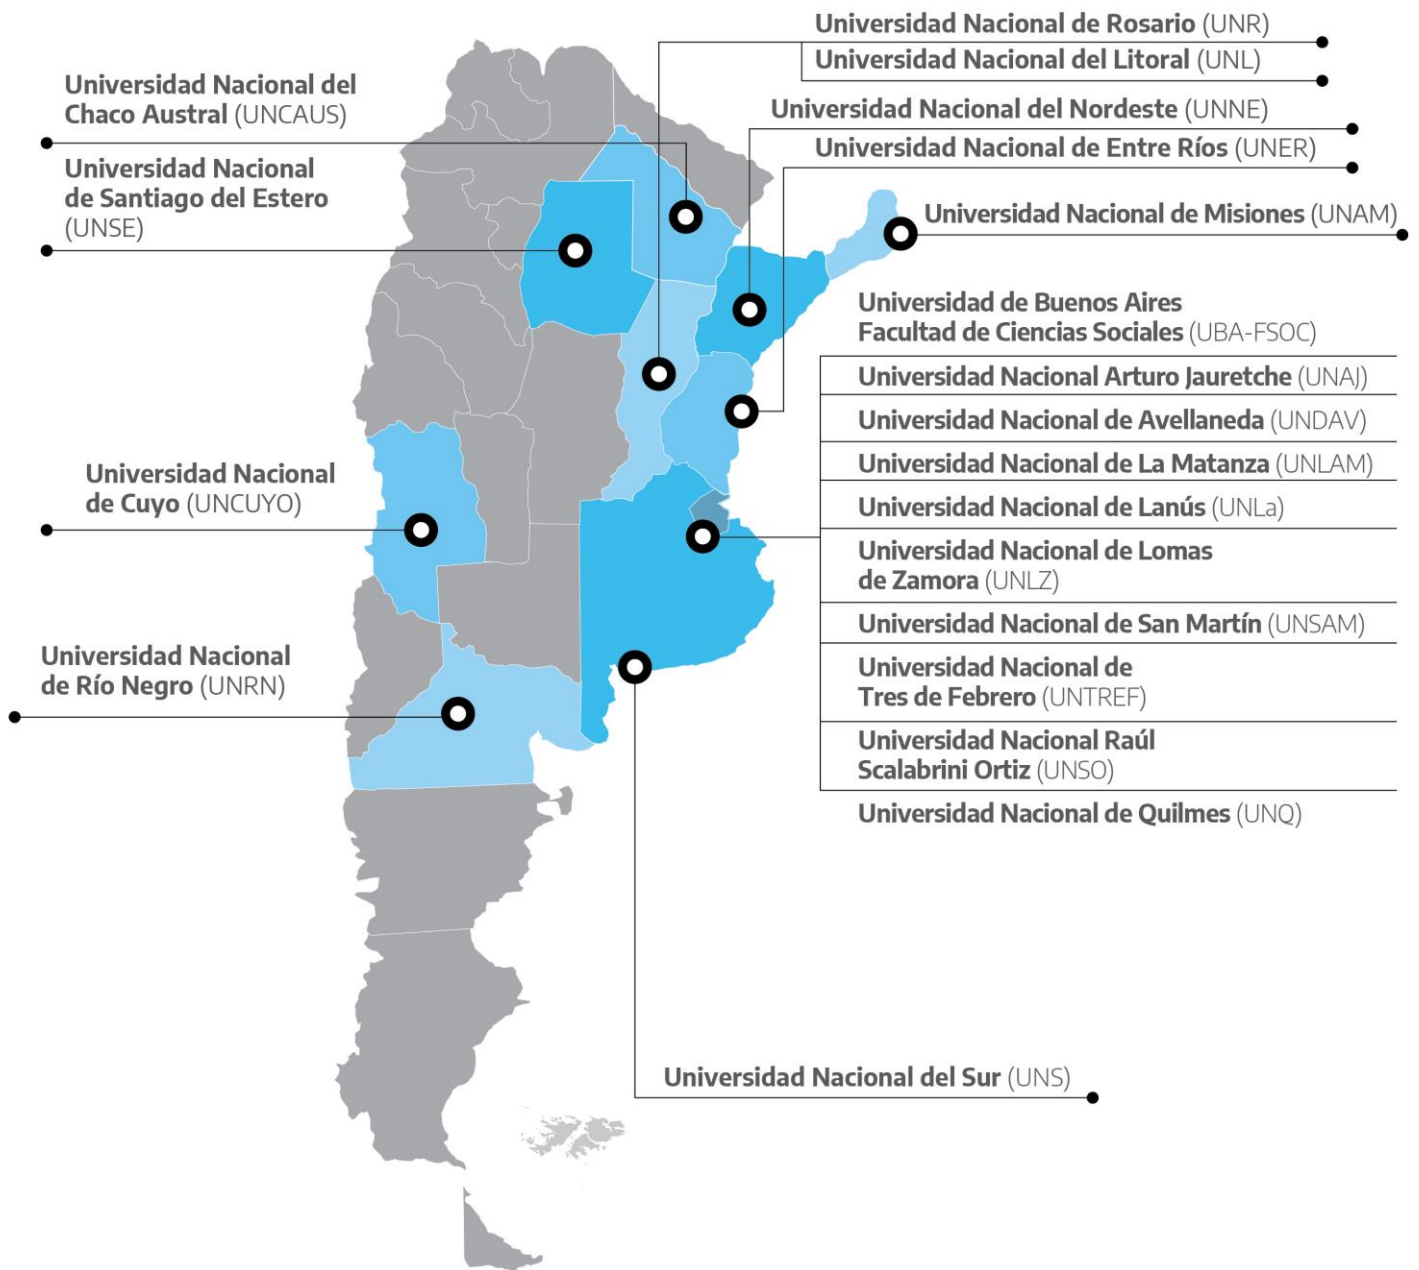 Universidad Nacional de Rosario (UNR)
Universidad Nacional del Litoral (UNL)
Universidad Nacional del
Chaco Austral (UNCAUS)
Universidad Nacional del Nordeste (UNNE)
Universidad Nacional de Entre Ríos (UNER)
Universidad Nacional
de Santiago del Estero
(UNSE)
Universidad Nacional de Misiones (UNAM)
Universidad de Buenos Aires
Facultad de Ciencias Sociales (UBA-FSOC)
Universidad Nacional Arturo Jauretche (UNAJ)
Universidad Nacional de Avellaneda (UNDAV)
Universidad Nacional de La Matanza (UNLAM)
Universidad Nacional de Lanús (UNLa)
Universidad Nacional de Lomas
de Zamora (UNLZ)
Universidad Nacional de San Martín (UNSAM)
Universidad Nacional de
Tres de Febrero (UNTREF)
Universidad Nacional Raúl
Scalabrini Ortiz (UNSO)
Universidad Nacional de Quilmes (UNQ)
Universidad Nacional
de Cuyo (UNCUYO)
Universidad Nacional
de Río Negro (UNRN)
Universidad Nacional del Sur (UNS)